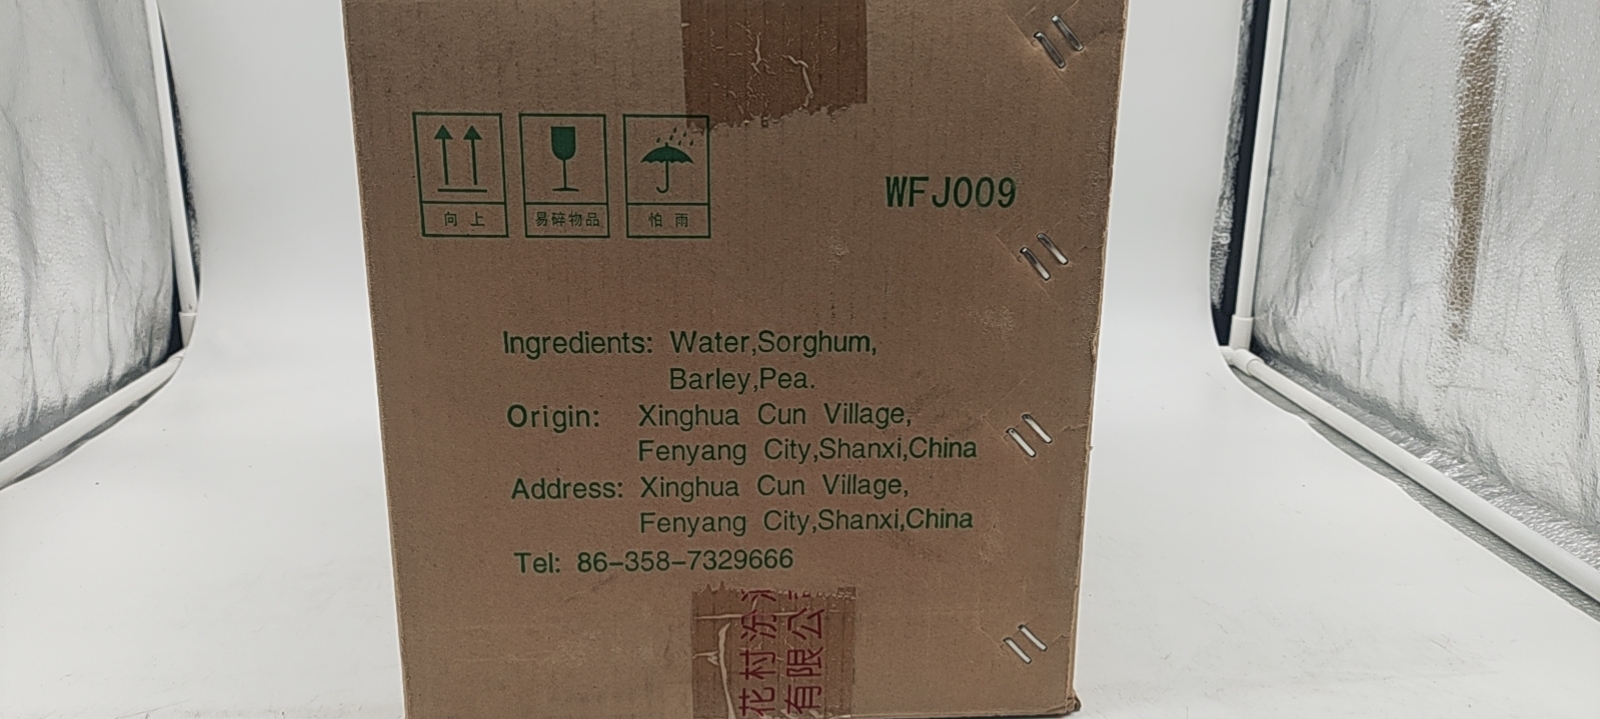 向上
易碎物品
怕雨
WFJ009
Ingredients: Water,Sorghum,
Barley,Pea.
Origin: Xinghua Cun Village,
Fenyang City,Shanxi,China
Address: Xinghua Cun Village,
Fenyang City,Shanxi,China
Tel: 86-358-7329666
花村汾
有限公